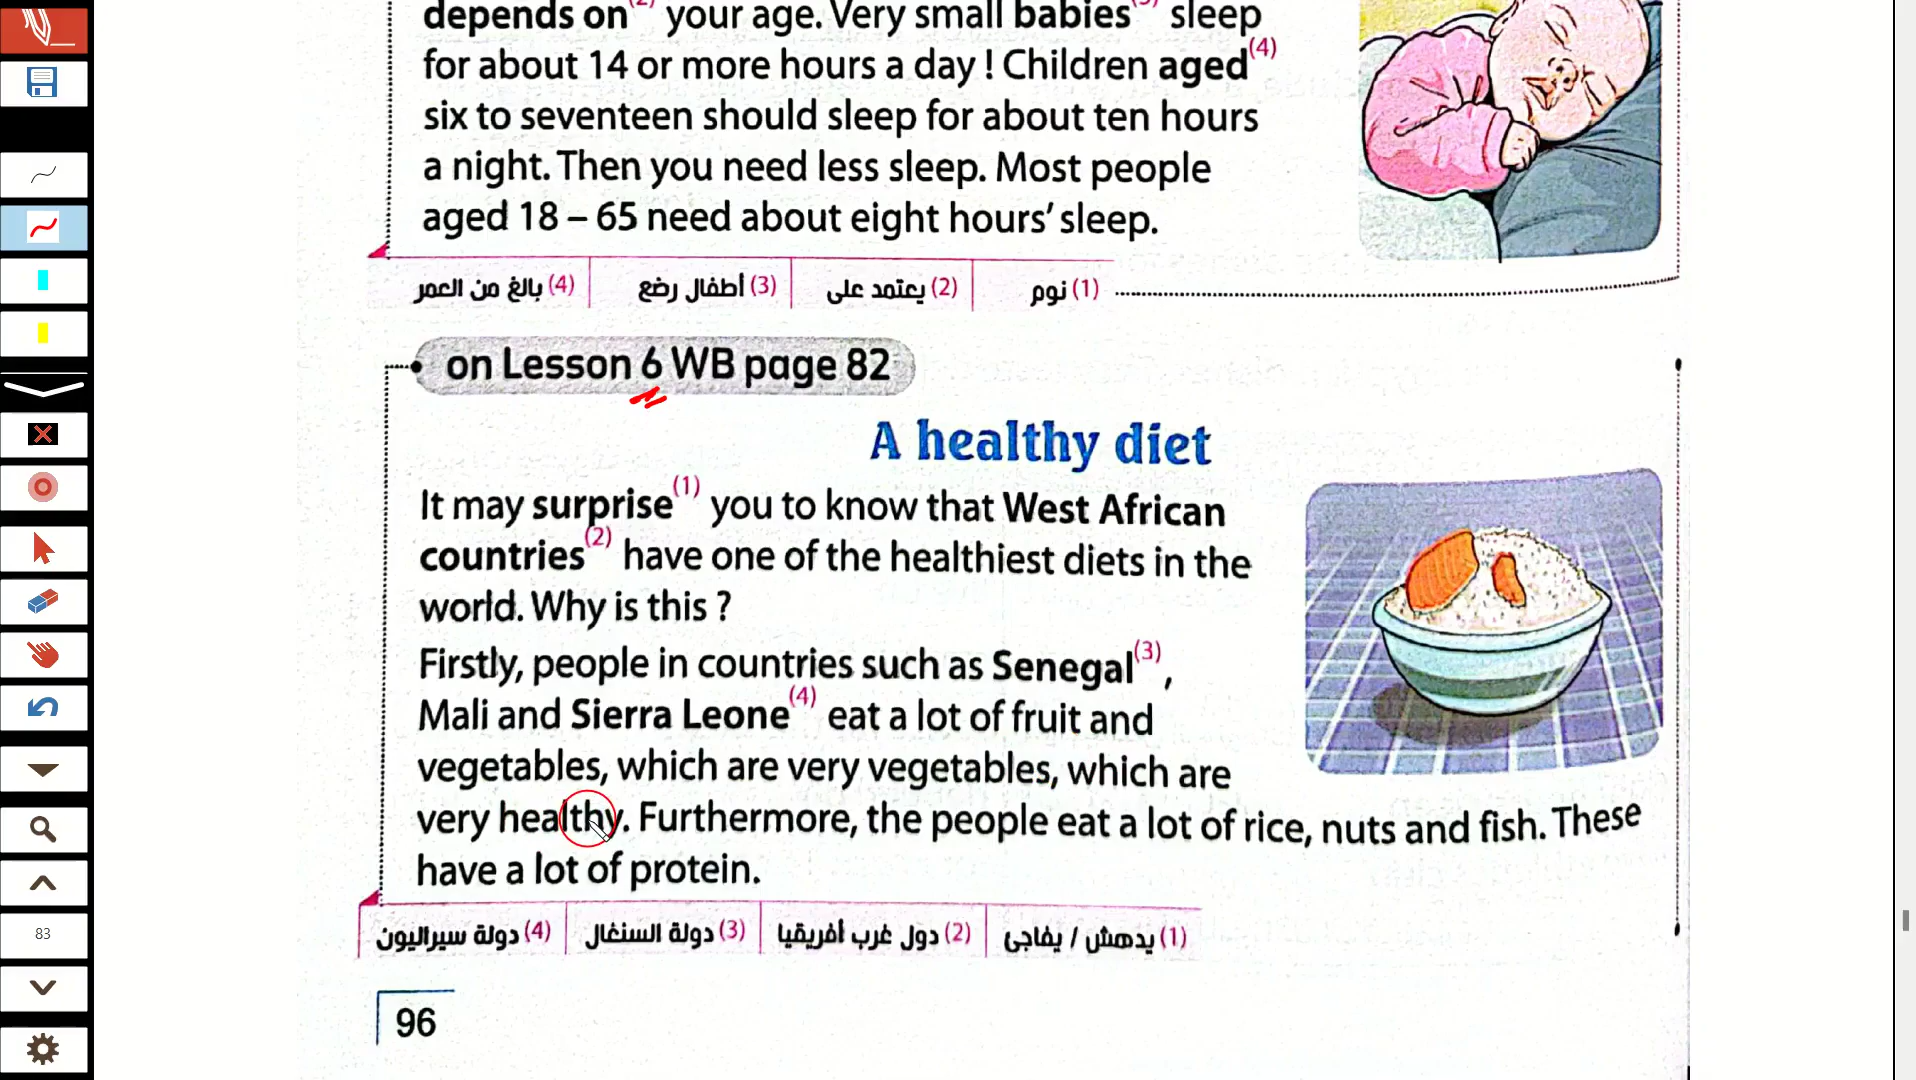 depends on(2) your age. Very small babies(3) sleep
for about 14 or more hours a day ! Children aged(4)
six to seventeen should sleep for about ten hours
a night. Then you need less sleep. Most people
aged 18 – 65 need about eight hours’ sleep.
(1) نوم (2) يعتمد على (3) أطفال رضع (4) بالغ من العمر
on Lesson 6 WB page 82
A healthy diet
It may surprise(1) you to know that West African
countries(2) have one of the healthiest diets in the
world. Why is this ?
Firstly, people in countries such as Senegal(3),
Mali and Sierra Leone(4) eat a lot of fruit and
vegetables, which are very vegetables, which are
very healthy. Furthermore, the people eat a lot of rice, nuts and fish. These
have a lot of protein.
(1) يدهش / يفاجئ (2) دول غرب أفريقيا (3) دولة السنغال (4) دولة سيراليون
83
96